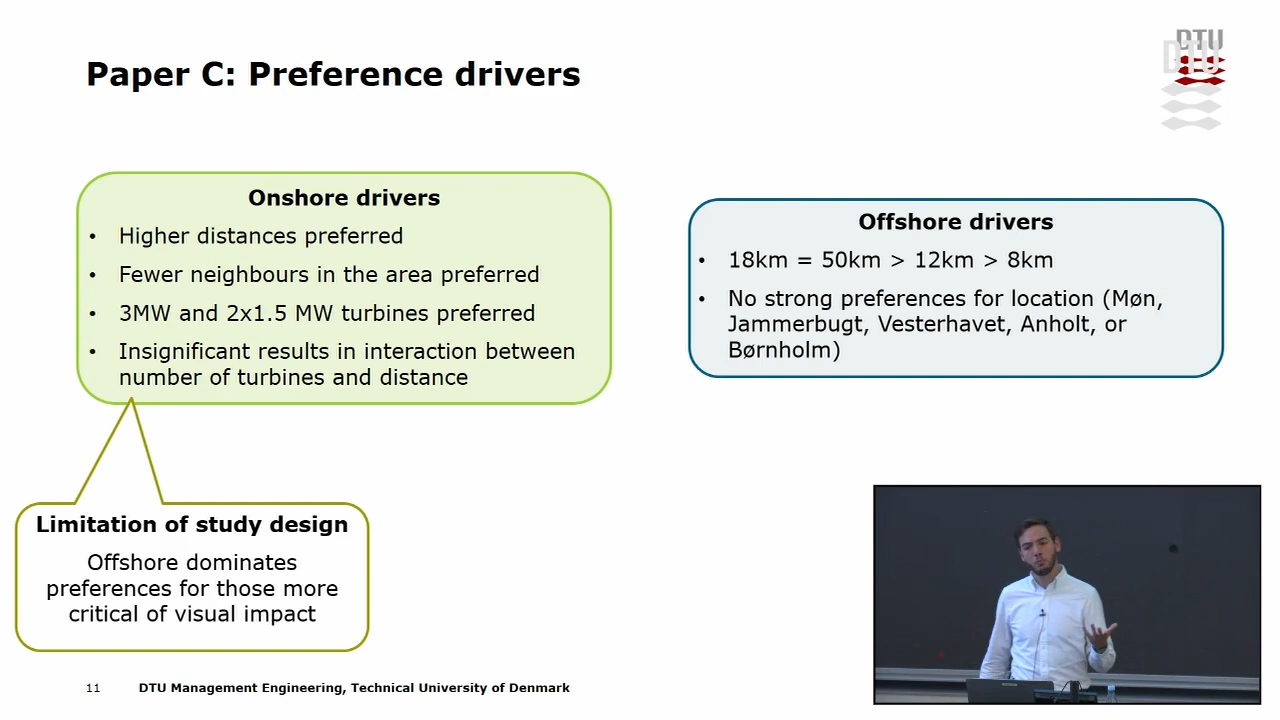 Paper C: Preference drivers
DTU
DTU
Onshore drivers
• Higher distances preferred
• Fewer neighbours in the area preferred
• 3MW and 2x1.5 MW turbines preferred
• Insignificant results in interaction between
number of turbines and distance
Offshore drivers
• 18km = 50km > 12km > 8km
• No strong preferences for location (Møn,
Jammerbugt, Vesterhavet, Anholt, or
Børnholm)
Limitation of study design
Offshore dominates
preferences for those more
critical of visual impact
11 DTU Management Engineering, Technical University of Denmark